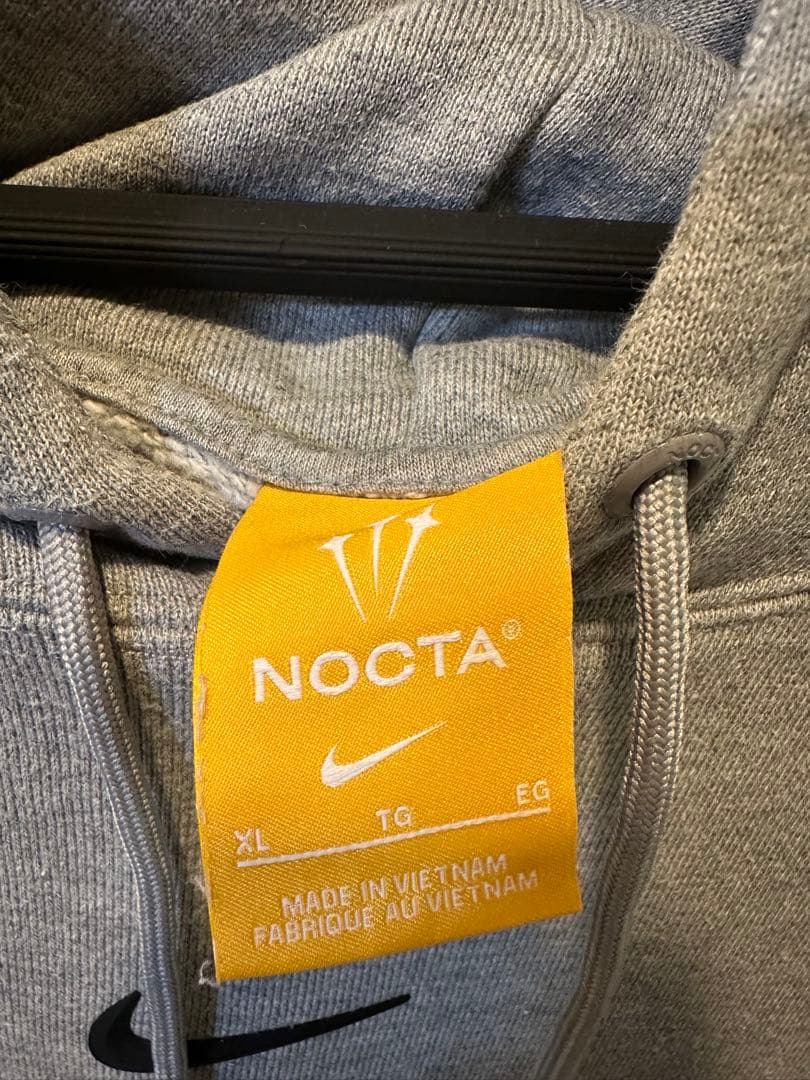 NOCTA®
XL TG EG
MADE IN VIETNAM
FABRIQUE AU VIETNAM